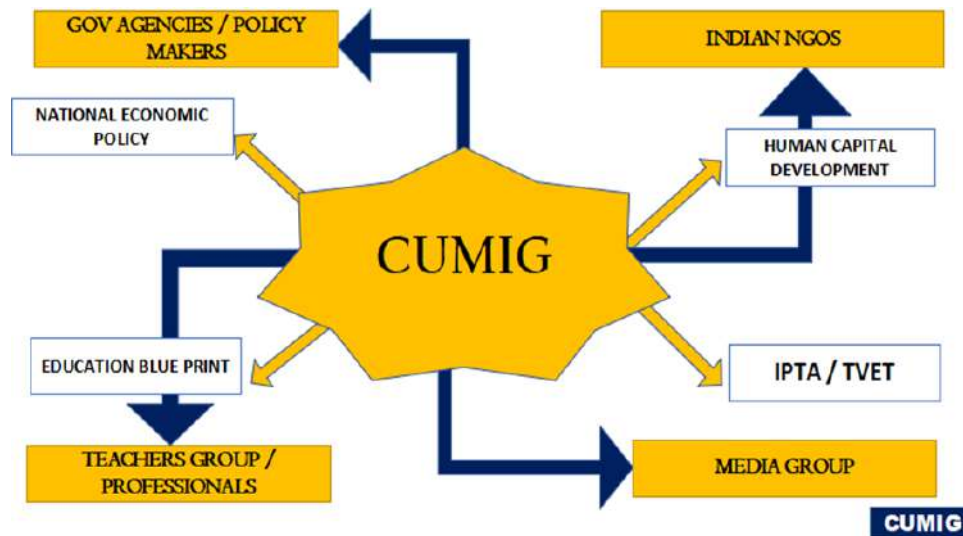 GOV AGENCIES / POLICY
MAKERS
INDIAN NGOS
NATIONAL ECONOMIC
POLICY
HUMAN CAPITAL
DEVELOPMENT
CUMIG
EDUCATION BLUE PRINT
IPTA / TVET
TEACHERS GROUP /
PROFESSIONALS
MEDIA GROUP
CUMIG